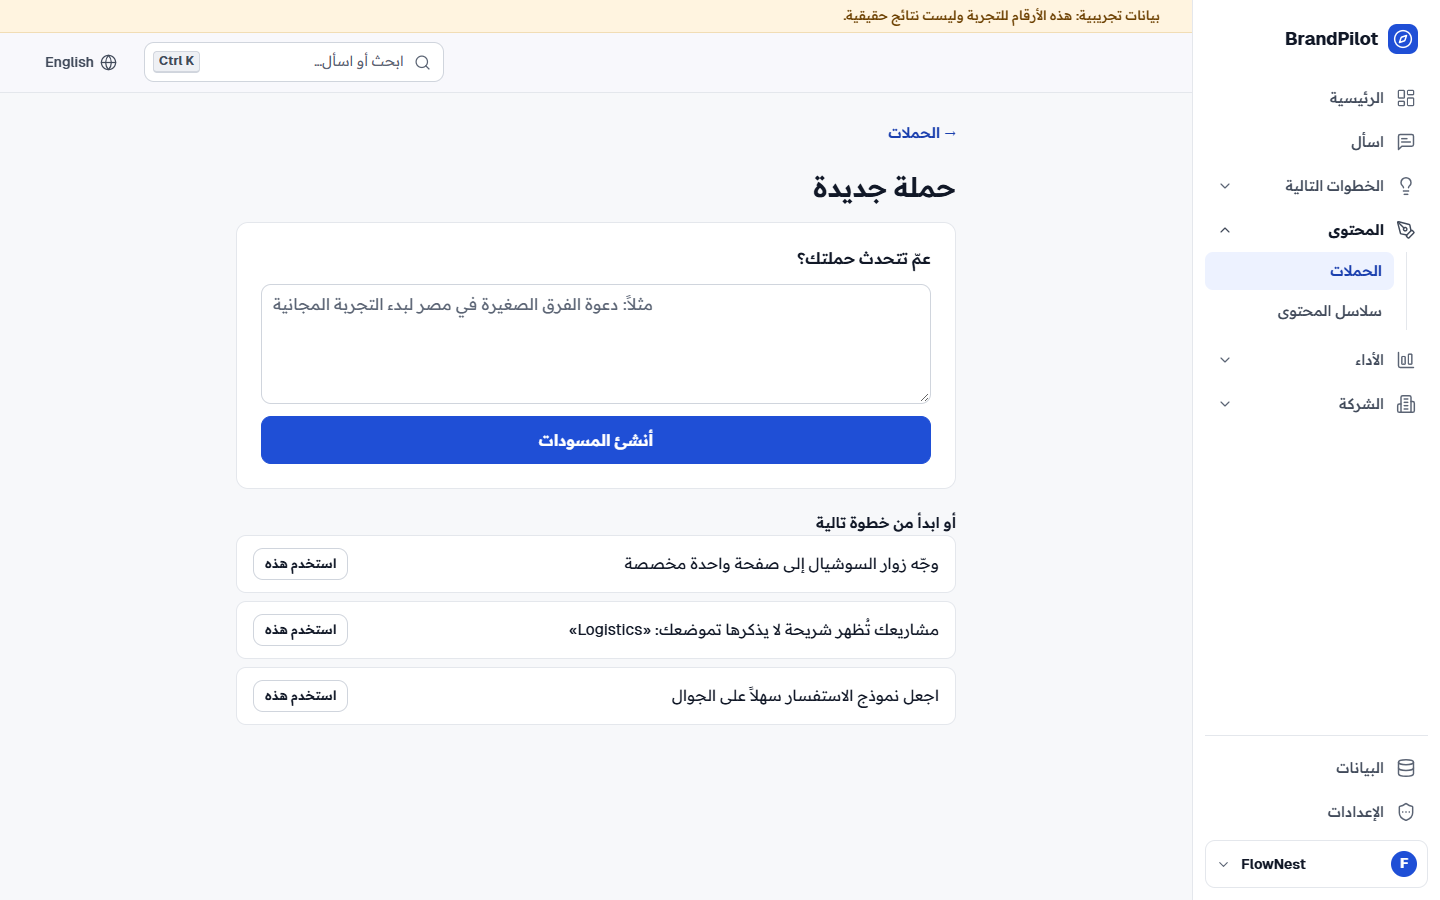 بيانات تجريبية: هذه الأرقام للتجربة وليست نتائج حقيقية.
BrandPilot
الرئيسية
اسأل
الخطوات التالية
المحتوى
الحملات
سلاسل المحتوى
الأداء
الشركة
البيانات
الإعدادات
F FlowNest
ابحث أو اسأل... Ctrl K
English
→ الحملات
حملة جديدة
عمّ تتحدث حملتك؟
مثلاً: دعوة الفرق الصغيرة في مصر لبدء التجربة المجانية
أنشئ المسودات
أو ابدأ من خطوة تالية
وجّه زوار السوشيال إلى صفحة واحدة مخصصة
استخدم هذه
مشاريعك تُظهر شريحة لا يذكرها تموضعك: «Logistics»
استخدم هذه
اجعل نموذج الاستفسار سهلاً على الجوال
استخدم هذه